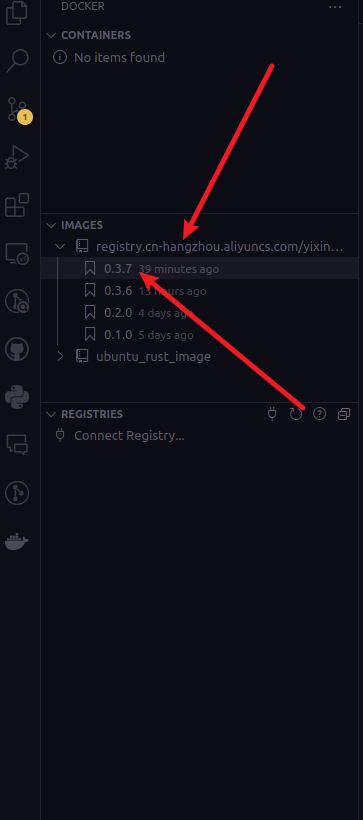 DOCKER
CONTAINERS
No items found
1
IMAGES
registry.cn-hangzhou.aliyuncs.com/yixin...
0.3.7 39 minutes ago
0.3.6 13 hours ago
0.2.0 4 days ago
0.1.0 5 days ago
ubuntu_rust_image
REGISTRIES
Connect Registry...